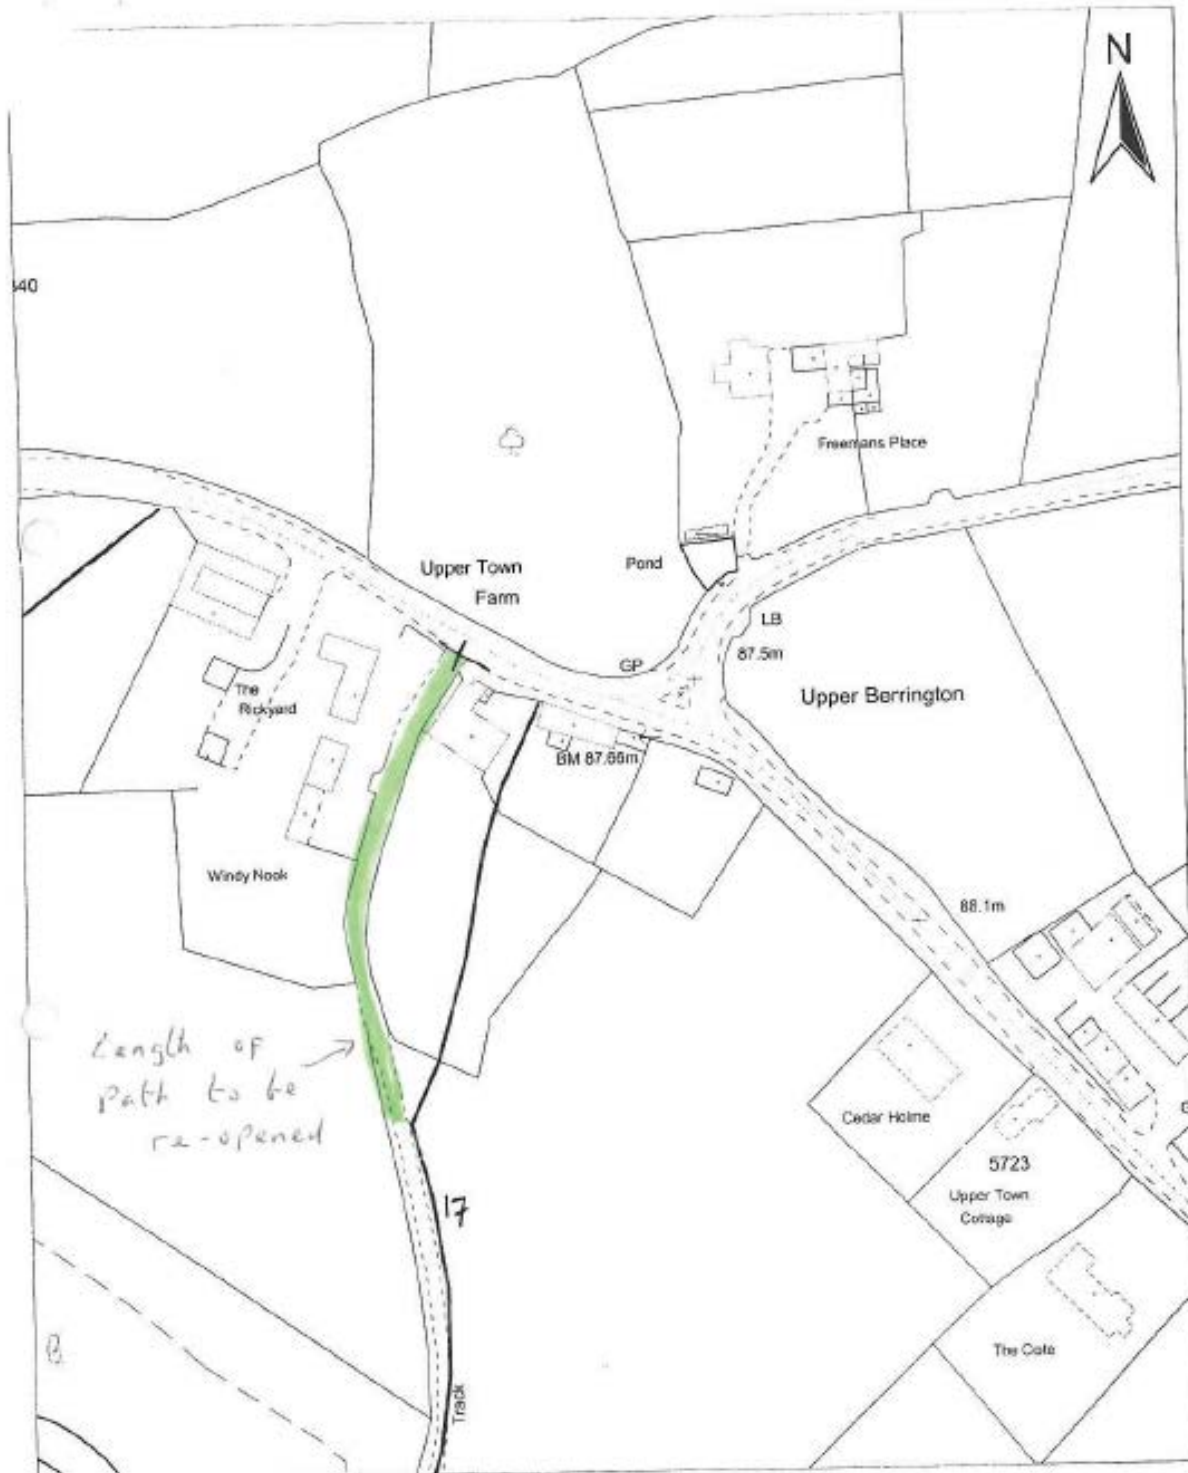 N
40
Freemans Place
Upper Town
Farm
Pond
LB
87.5m
GP
Upper Berrington
The
Rickyard
BM 87.66m
Windy Nook
88.1m
Length of
path to be
re-opened
Cedar Holme
5723
Upper Town
Cottage
17
The Cote
Track